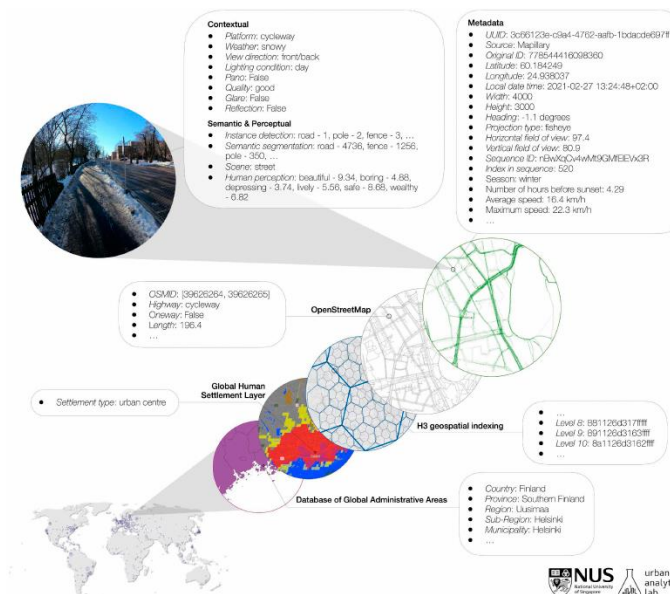 Contextual
• Platform: cycleway
• Weather: snowy
• View direction: front/back
• Lighting condition: day
• Pano: False
• Quality: good
• Glare: False
• Reflection: False
Semantic & Perceptual
• Instance detection: road - 1, pole - 2, fence - 3, ...
• Semantic segmentation: road - 4736, fence - 1256,
pole - 350, ...
• Scene: street
• Human perception: beautiful - 9.34, boring - 4.88,
depressing - 3.74, lively - 5.56, safe - 8.68, wealthy
- 6.82
Metadata
• UUID: 3c66123e-c9a4-4762-aafb-1bdacde697ff
• Source: Mapillary
• Original ID: 778544416098360
• Latitude: 60.184249
• Longitude: 24.938037
• Local date time: 2021-02-27 13:24:48+02:00
• Width: 4000
• Height: 3000
• Heading: -1.1 degrees
• Projection type: fisheye
• Horizontal field of view: 97.4
• Vertical field of view: 80.9
• Index in sequence: 520
• Season: winter
• Number of hours before sunset: 4.29
• Average speed: 16.4 km/h
• Maximum speed: 22.3 km/h
• ...
• OSMID: [39626264, 39626265]
• Highway: cycleway
• Oneway: False
• Length: 196.4
• ...
OpenStreetMap
Global Human
Settlement Layer
• Settlement type: urban centre
H3 geospatial indexing
• ...
• Level 8: 881126d317fffff
• Level 9: 891126d3163ffff
• Level 10: 8a1126d3162ffff
• ...
Database of Global Administrative Areas
• Country: Finland
• Province: Southern Finland
• Region: Uusimaa
• Sub-Region: Helsinki
• Municipality: Helsinki
• ...
NUS
National University
of Singapore
urban
analyt
lab